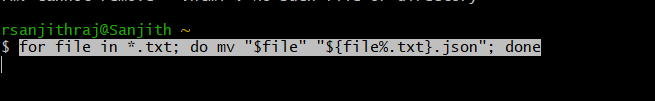 rsanjithraj@Sanjith ~
$ for file in *.txt; do mv "$file" "${file%.txt}.json"; done